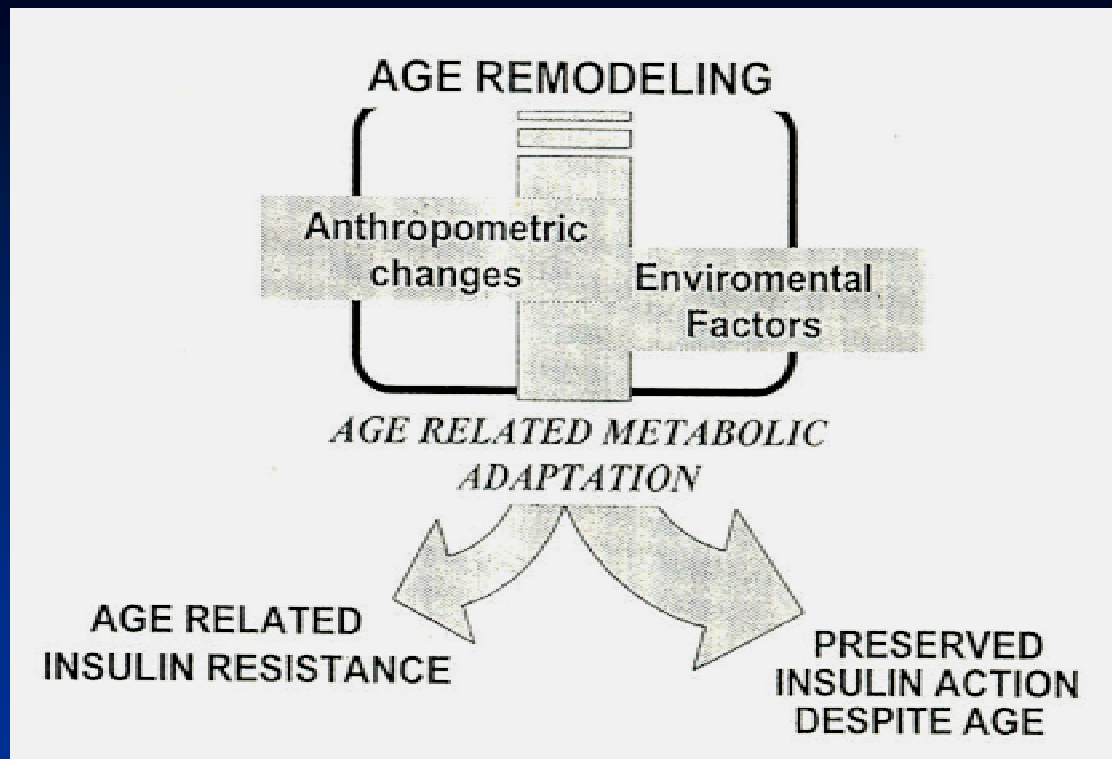 AGE REMODELING
Anthropometric
changes
Enviromental
Factors
AGE RELATED METABOLIC
ADAPTATION
AGE RELATED
INSULIN RESISTANCE
PRESERVED
INSULIN ACTION
DESPITE AGE